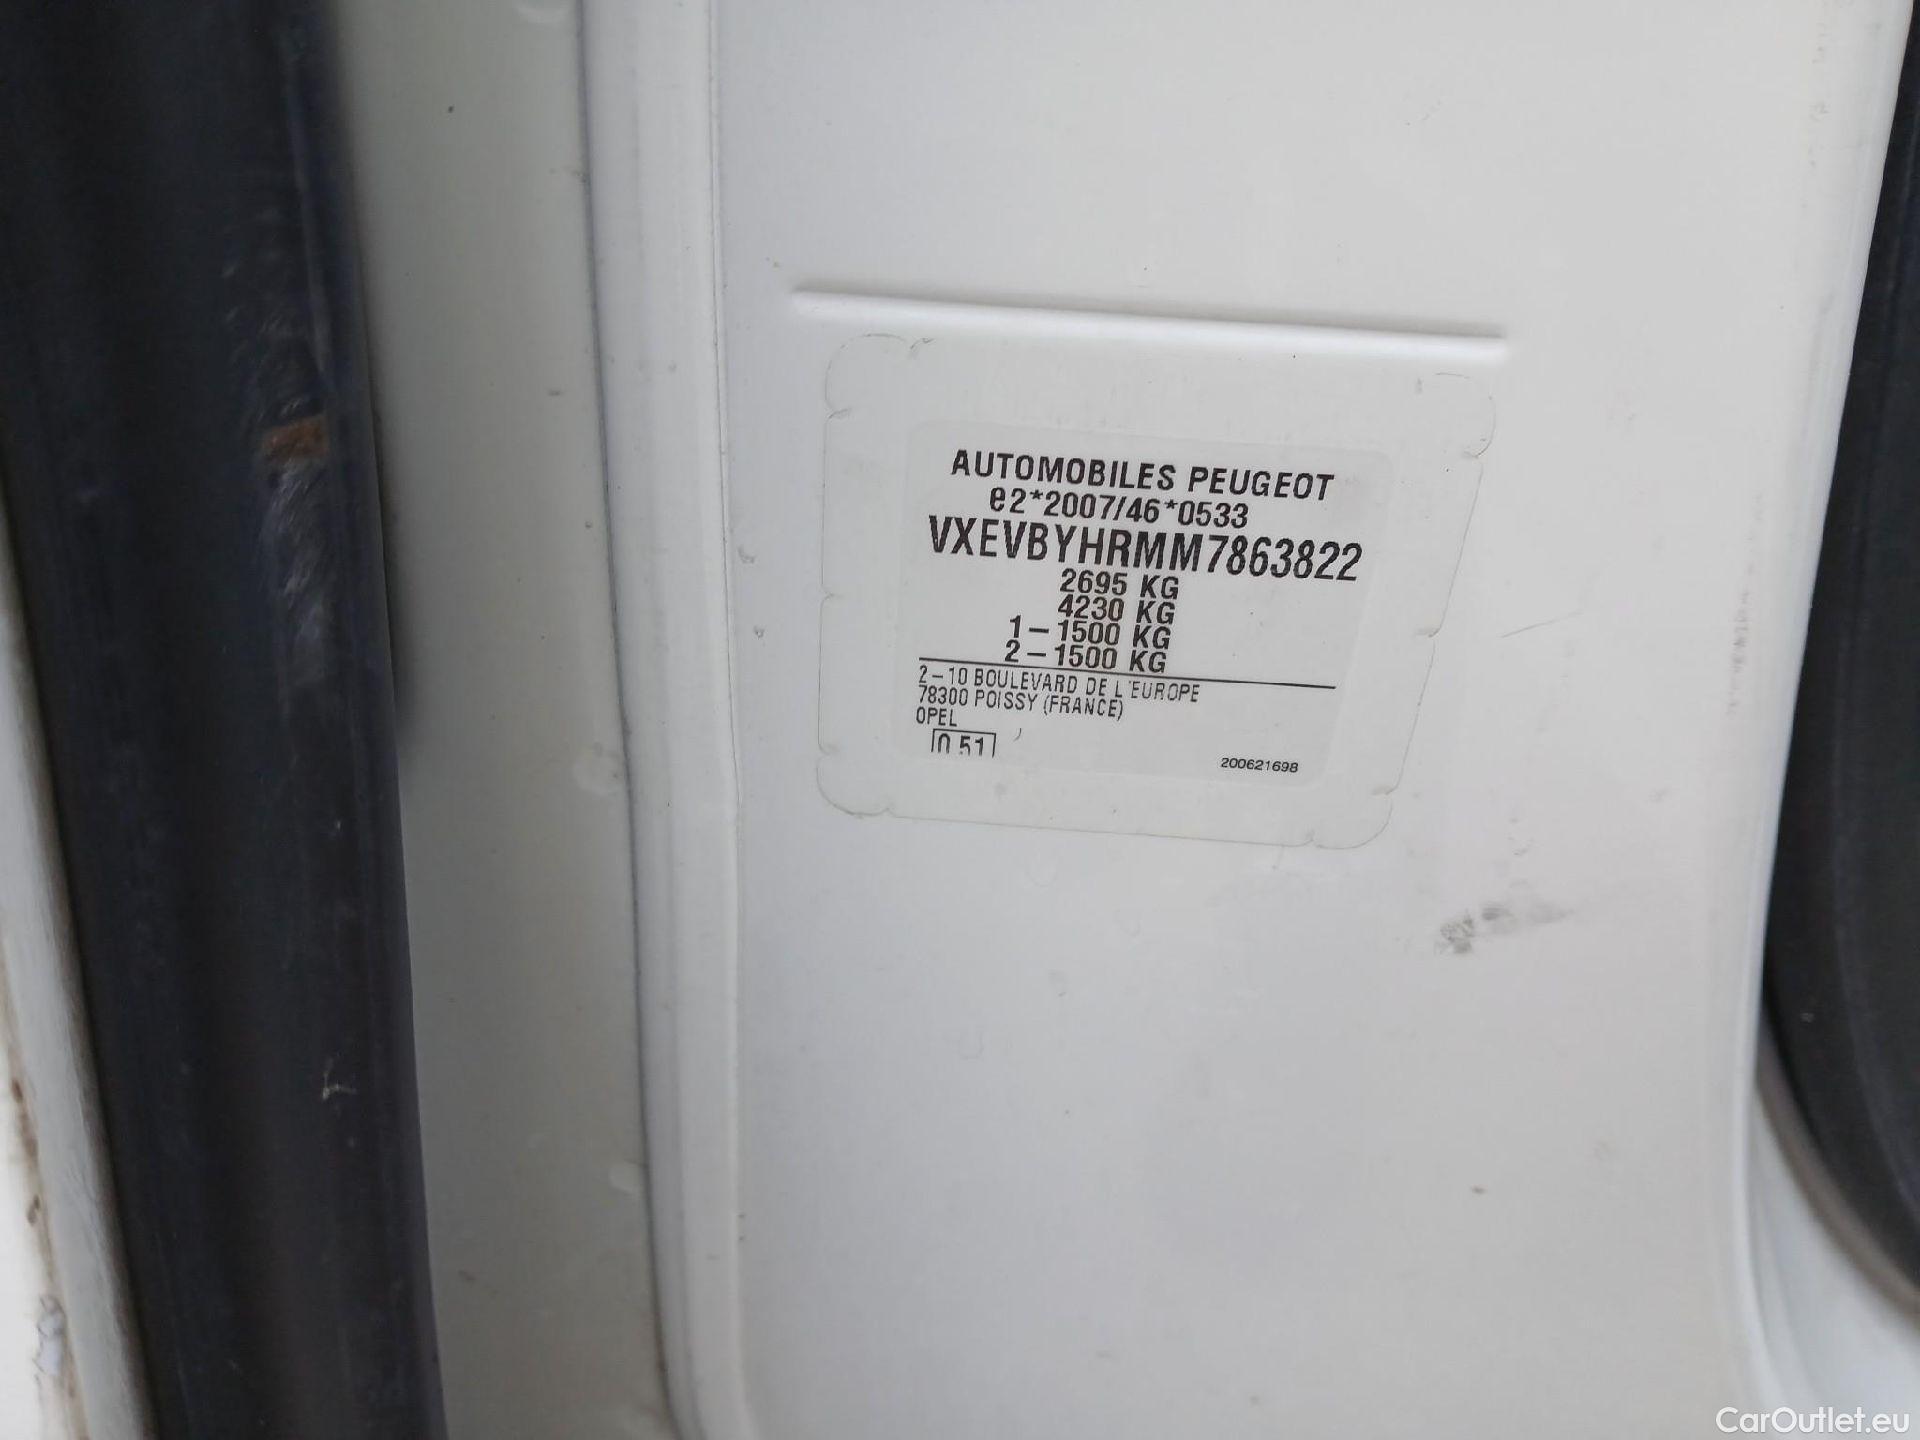 AUTOMOBILES PEUGEOT
e2*2007/46*0533
VXEVBYHRMM7863822
2695 KG
4230 KG
1 - 1500 KG
2 - 1500 KG
2 - 10 BOULEVARD DE L'EUROPE
78300 POISSY (FRANCE)
OPEL
0.51
200621698
CarOutlet.eu